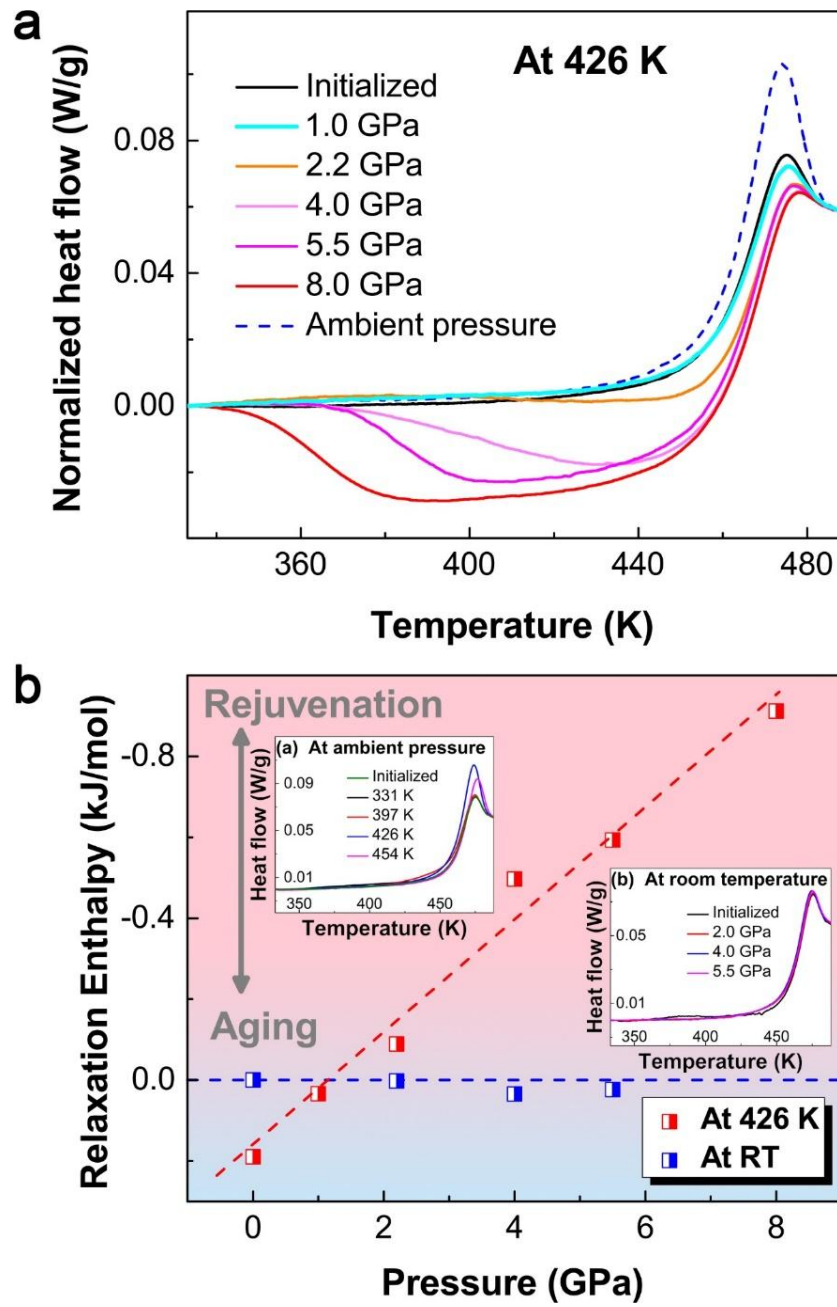 a
At 426 K
Initialized
1.0 GPa
2.2 GPa
4.0 GPa
5.5 GPa
8.0 GPa
Ambient pressure
Normalized heat flow (W/g)
0.08
0.04
0.00
360
400
440
480
Temperature (K)
b
Rejuvenation
Aging
Relaxation Enthalpy (kJ/mol)
-0.8
-0.4
0.0
(a) At ambient pressure
Initialized
331 K
397 K
426 K
454 K
Heat flow (W/g)
0.09
0.05
0.01
350
400
450
Temperature (K)
(b) At room temperature
Initialized
2.0 GPa
4.0 GPa
5.5 GPa
Heat flow (W/g)
0.05
0.01
350
400
450
Temperature (K)
At 426 K
At RT
0
2
4
6
8
Pressure (GPa)